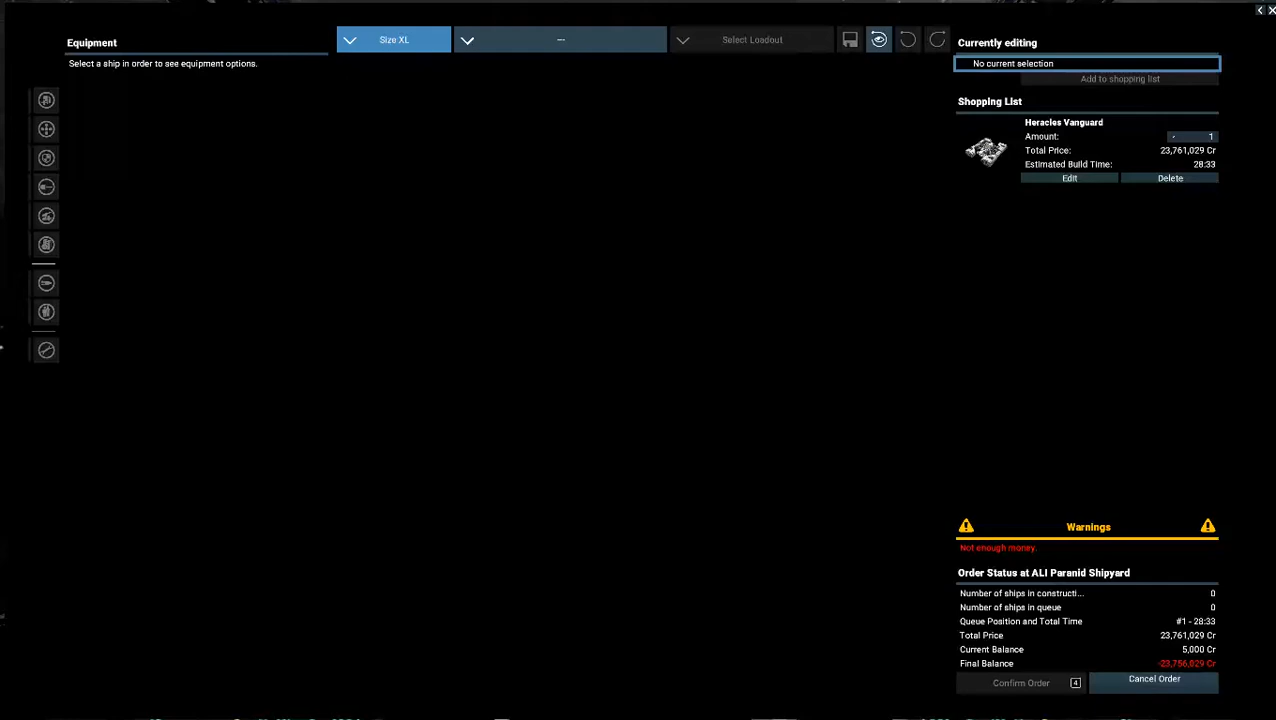 Equipment
Select a ship in order to see equipment options.
Size XL
---
Select Loadout
Currently editing
No current selection
Add to shopping list
Shopping List
Heracles Vanguard
Amount: 1
Total Price: 23,761,029 Cr
Estimated Build Time: 28:33
Edit Delete
Warnings
Not enough money
Order Status at ALI Paranid Shipyard
Number of ships in constructi... 0
Number of ships in queue 0
Queue Position and Total Time #1 - 28:33
Total Price 23,761,029 Cr
Current Balance 5,000 Cr
Final Balance -23,756,029 Cr
Confirm Order 4 Cancel Order